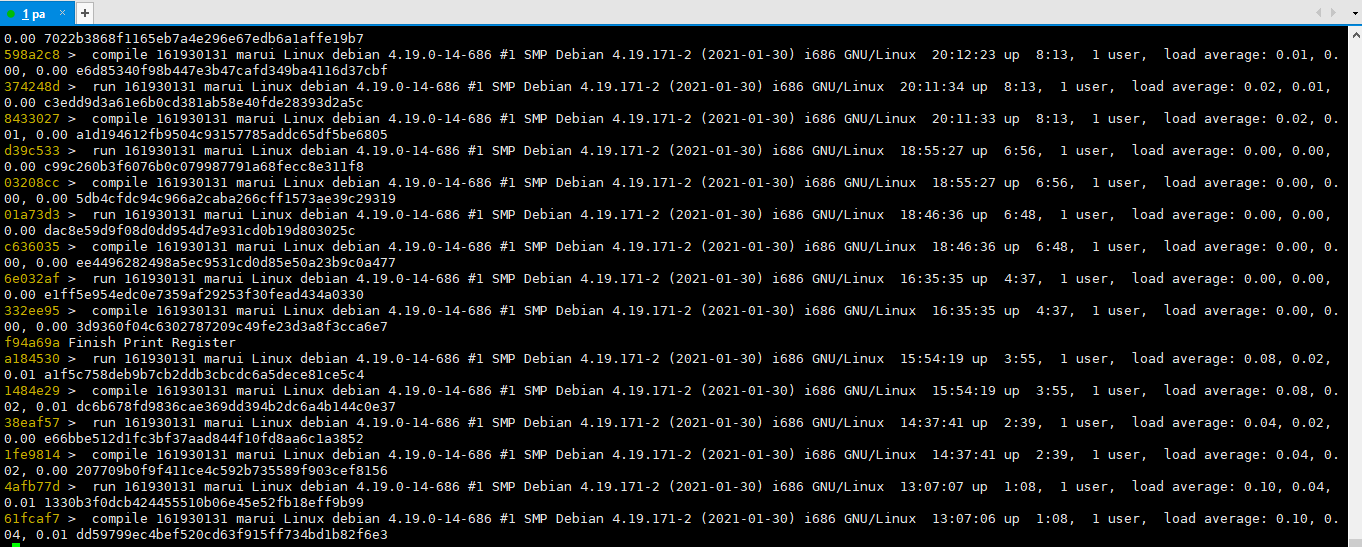 1 pa × +
0.00 7022b3868f1165eb7a4e296e67edb6a1affe19b7
598a2c8 >  compile 161930131 marui Linux debian 4.19.0-14-686 #1 SMP Debian 4.19.171-2 (2021-01-30) i686 GNU/Linux  20:12:23 up  8:13,  1 user,  load average: 0.01, 0.
00, 0.00 e6d85340f98b447e3b47cafd349ba4116d37cbf
374248d >  run 161930131 marui Linux debian 4.19.0-14-686 #1 SMP Debian 4.19.171-2 (2021-01-30) i686 GNU/Linux  20:11:34 up  8:13,  1 user,  load average: 0.02, 0.01,
0.00 c3edd9d3a61e6b0cd381ab58e40fde28393d2a5c
8433027 >  compile 161930131 marui Linux debian 4.19.0-14-686 #1 SMP Debian 4.19.171-2 (2021-01-30) i686 GNU/Linux  20:11:33 up  8:13,  1 user,  load average: 0.02, 0.
01, 0.00 a1d194612fb9504c93157785addc65df5be6805
d39c533 >  run 161930131 marui Linux debian 4.19.0-14-686 #1 SMP Debian 4.19.171-2 (2021-01-30) i686 GNU/Linux  18:55:27 up  6:56,  1 user,  load average: 0.00, 0.00,
0.00 c99c260b3f6076b0c079987791a68fecc8e311f8
03208cc >  compile 161930131 marui Linux debian 4.19.0-14-686 #1 SMP Debian 4.19.171-2 (2021-01-30) i686 GNU/Linux  18:55:27 up  6:56,  1 user,  load average: 0.00, 0.
00, 0.00 5db4cfdc94c966a2caba266cff1573ae39c29319
01a73d3 >  run 161930131 marui Linux debian 4.19.0-14-686 #1 SMP Debian 4.19.171-2 (2021-01-30) i686 GNU/Linux  18:46:36 up  6:48,  1 user,  load average: 0.00, 0.00,
0.00 dac8e59d9f08d0dd954d7e931cd0b19d803025c
c636035 >  compile 161930131 marui Linux debian 4.19.0-14-686 #1 SMP Debian 4.19.171-2 (2021-01-30) i686 GNU/Linux  18:46:36 up  6:48,  1 user,  load average: 0.00, 0.
00, 0.00 ee4496282498a5ec9531cd0d85e50a23b9c0a477
6e032af >  run 161930131 marui Linux debian 4.19.0-14-686 #1 SMP Debian 4.19.171-2 (2021-01-30) i686 GNU/Linux  16:35:35 up  4:37,  1 user,  load average: 0.00, 0.00,
0.00 e1ff5e954edc0e7359af29253f30fead434a0330
332ee95 >  compile 161930131 marui Linux debian 4.19.0-14-686 #1 SMP Debian 4.19.171-2 (2021-01-30) i686 GNU/Linux  16:35:35 up  4:37,  1 user,  load average: 0.00, 0.
00, 0.00 3d9360f04c6302787209c49fe23d3a8f3cca6e7
f94a69a Finish Print Register
a184530 >  run 161930131 marui Linux debian 4.19.0-14-686 #1 SMP Debian 4.19.171-2 (2021-01-30) i686 GNU/Linux  15:54:19 up  3:55,  1 user,  load average: 0.08, 0.02,
0.01 a1f5c758deb9b7cb2ddb3cbcdc6a5dece81ce5c4
1484e29 >  compile 161930131 marui Linux debian 4.19.0-14-686 #1 SMP Debian 4.19.171-2 (2021-01-30) i686 GNU/Linux  15:54:19 up  3:55,  1 user,  load average: 0.08, 0.
02, 0.01 dc6b678fd9836cae369dd394b2dc6a4b144c0e37
38eaf57 >  run 161930131 marui Linux debian 4.19.0-14-686 #1 SMP Debian 4.19.171-2 (2021-01-30) i686 GNU/Linux  14:37:41 up  2:39,  1 user,  load average: 0.04, 0.02,
0.00 e66bbe512d1fc3bf37aad844f10fd8aa6c1a3852
1fe9814 >  compile 161930131 marui Linux debian 4.19.0-14-686 #1 SMP Debian 4.19.171-2 (2021-01-30) i686 GNU/Linux  14:37:41 up  2:39,  1 user,  load average: 0.04, 0.
02, 0.00 207709b0f9f411ce4c592b735589f903cef8156
4afb77d >  run 161930131 marui Linux debian 4.19.0-14-686 #1 SMP Debian 4.19.171-2 (2021-01-30) i686 GNU/Linux  13:07:07 up  1:08,  1 user,  load average: 0.10, 0.04,
0.01 1330b3f0dcb424455510b06e45e52fb18eff9b99
61fcaf7 >  compile 161930131 marui Linux debian 4.19.0-14-686 #1 SMP Debian 4.19.171-2 (2021-01-30) i686 GNU/Linux  13:07:06 up  1:08,  1 user,  load average: 0.10, 0.
04, 0.01 dd59799ec4bef520cd63f915ff734bd1b82f6e3